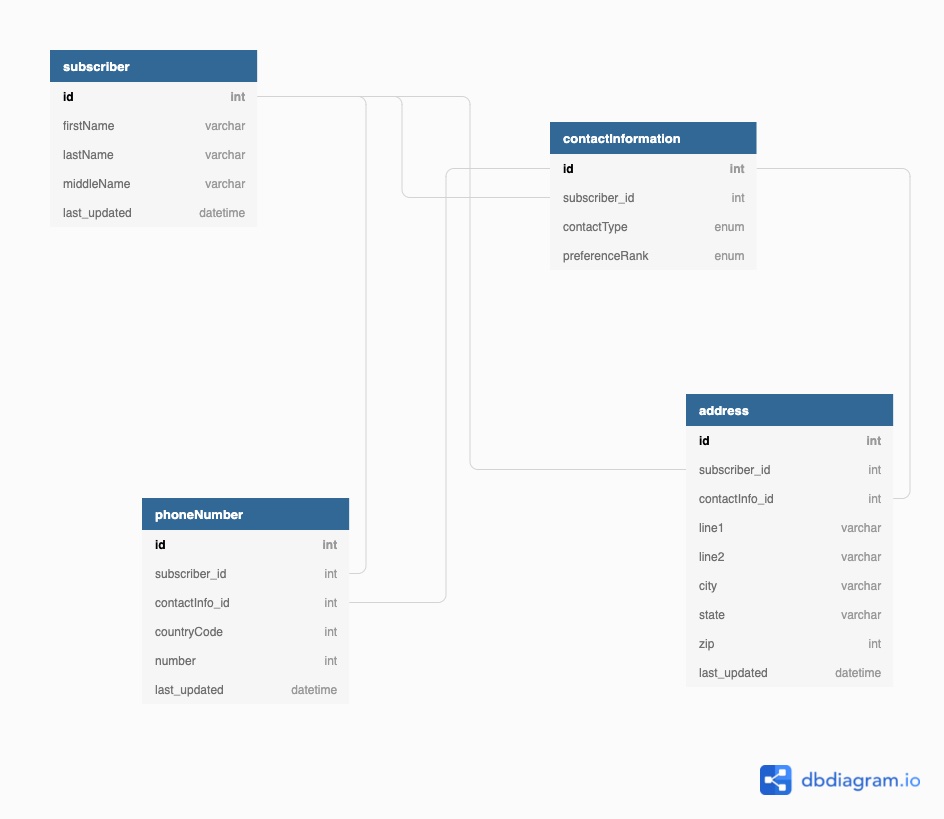 subscriber
id int
firstName varchar
lastName varchar
middleName varchar
last_updated datetime
contactInformation
id int
subscriber_id int
contactType enum
preferenceRank enum
address
id int
subscriber_id int
contactInfo_id int
line1 varchar
line2 varchar
city varchar
state varchar
zip int
last_updated datetime
phoneNumber
id int
subscriber_id int
contactInfo_id int
countryCode int
number int
last_updated datetime
dbdiagram.io